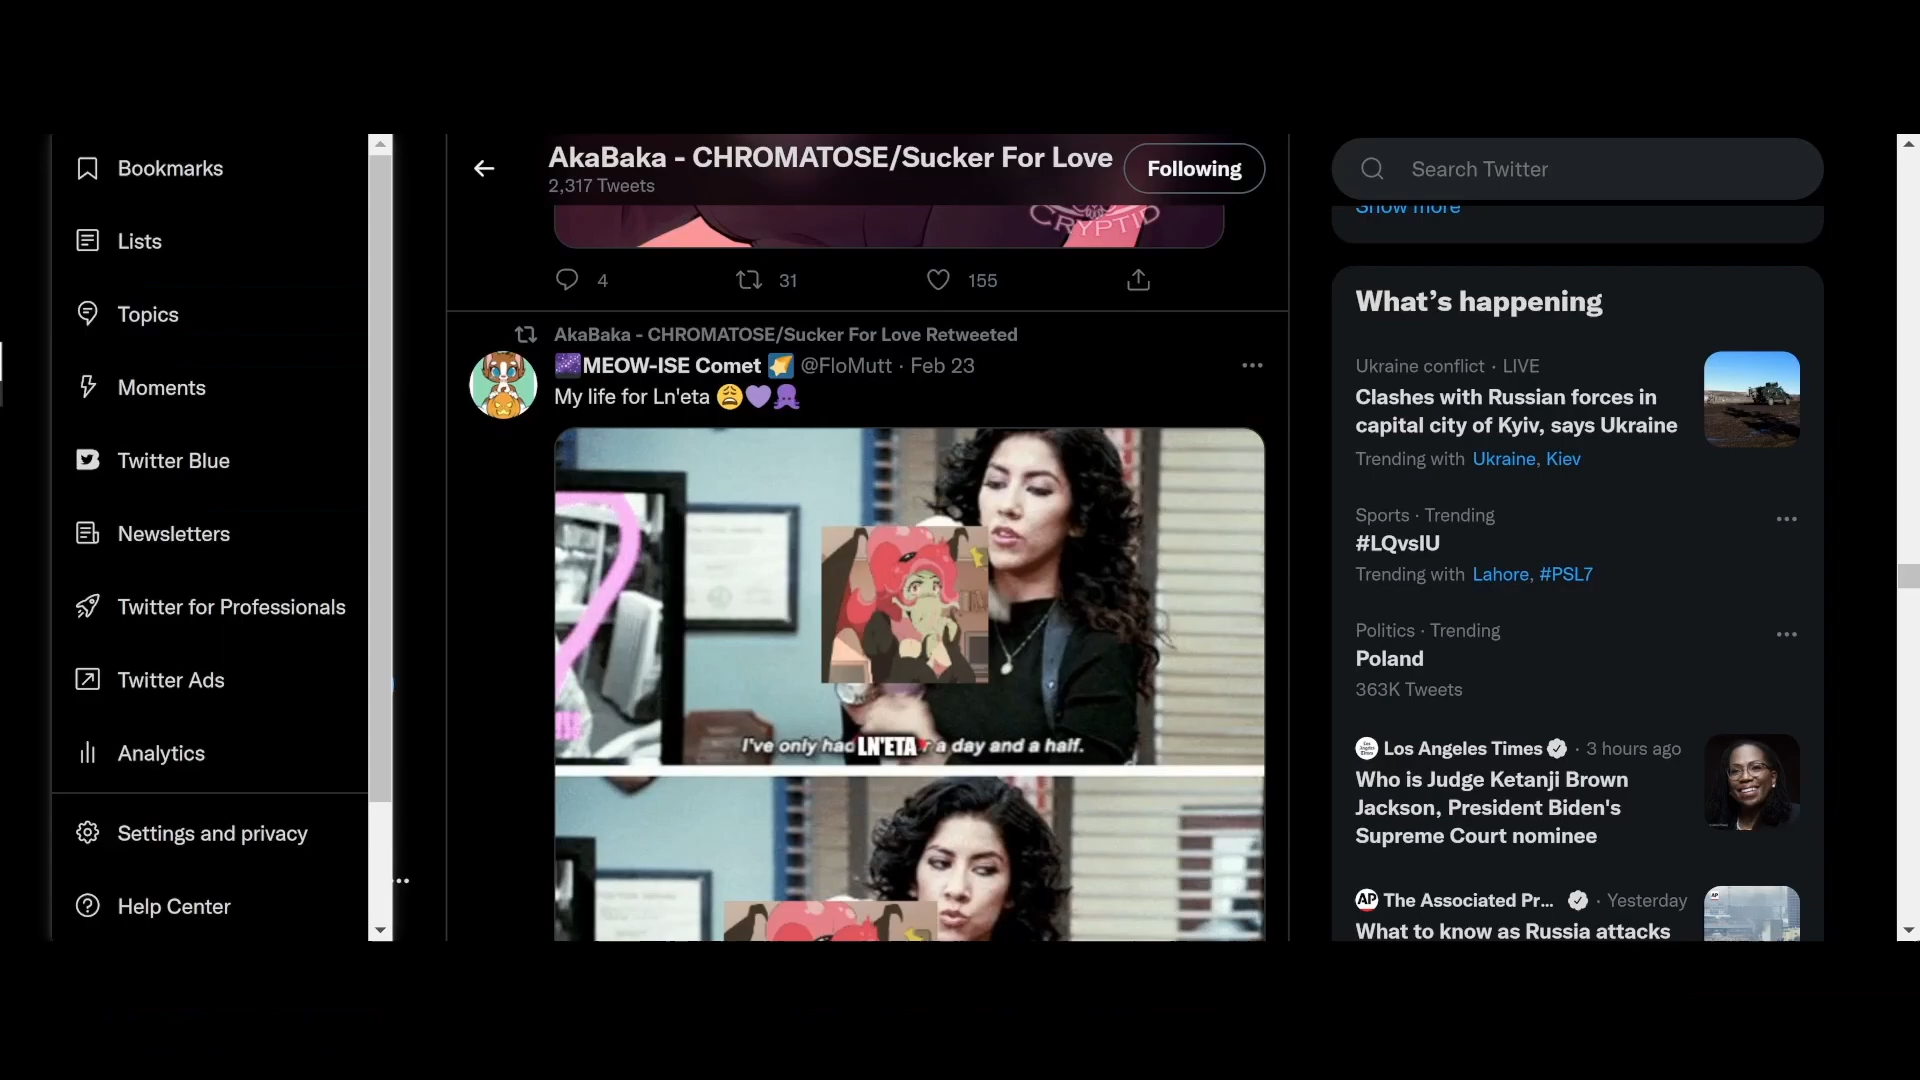 Bookmarks
Lists
Topics
Moments
Twitter Blue
Newsletters
Twitter for Professionals
Twitter Ads
Analytics
Settings and privacy
Help Center
AkaBaka - CHROMATOSE/Sucker For Love
2,317 Tweets
Following
CRYPTID
4
31
155
AkaBaka - CHROMATOSE/Sucker For Love Retweeted
MEOW-ISE Comet @FloMutt · Feb 23
My life for Ln'eta 😩💜🐙
I've only had LN'ETA r a day and a half.
Search Twitter
Show more
What's happening
Ukraine conflict · LIVE
Clashes with Russian forces in
capital city of Kyiv, says Ukraine
Trending with Ukraine, Kiev
Sports · Trending
#LQvsIU
Trending with Lahore, #PSL7
Politics · Trending
Poland
363K Tweets
Los Angeles Times · 3 hours ago
Who is Judge Ketanji Brown
Jackson, President Biden's
Supreme Court nominee
AP The Associated Pr... · Yesterday
What to know as Russia attacks